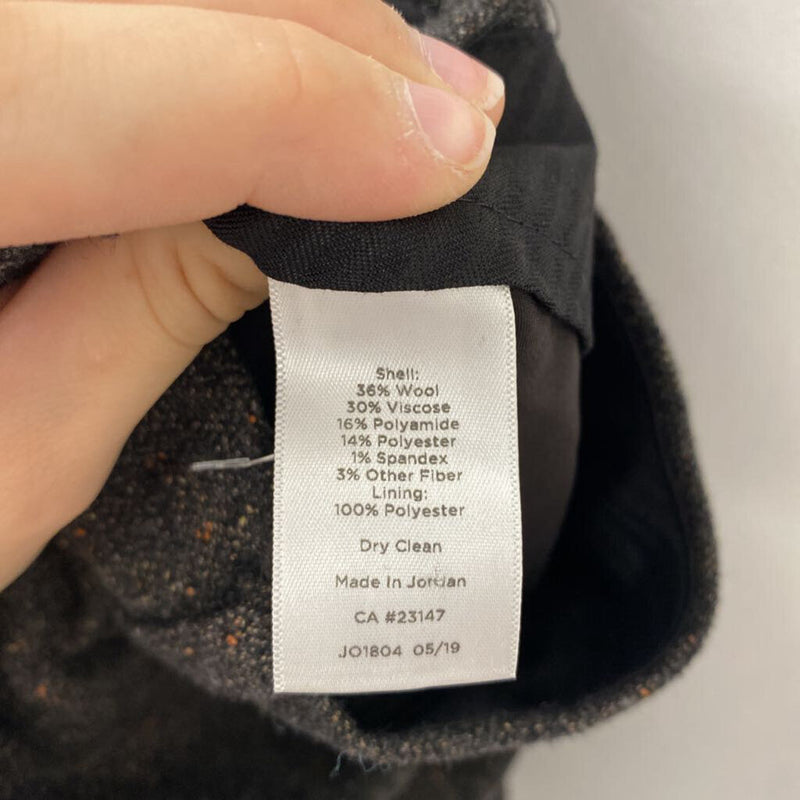 Shell:
36% Wool
30% Viscose
16% Polyamide
14% Polyester
1% Spandex
3% Other Fiber
Lining:
100% Polyester
Dry Clean
Made In Jordan
CA #23147
JO1804 05/19